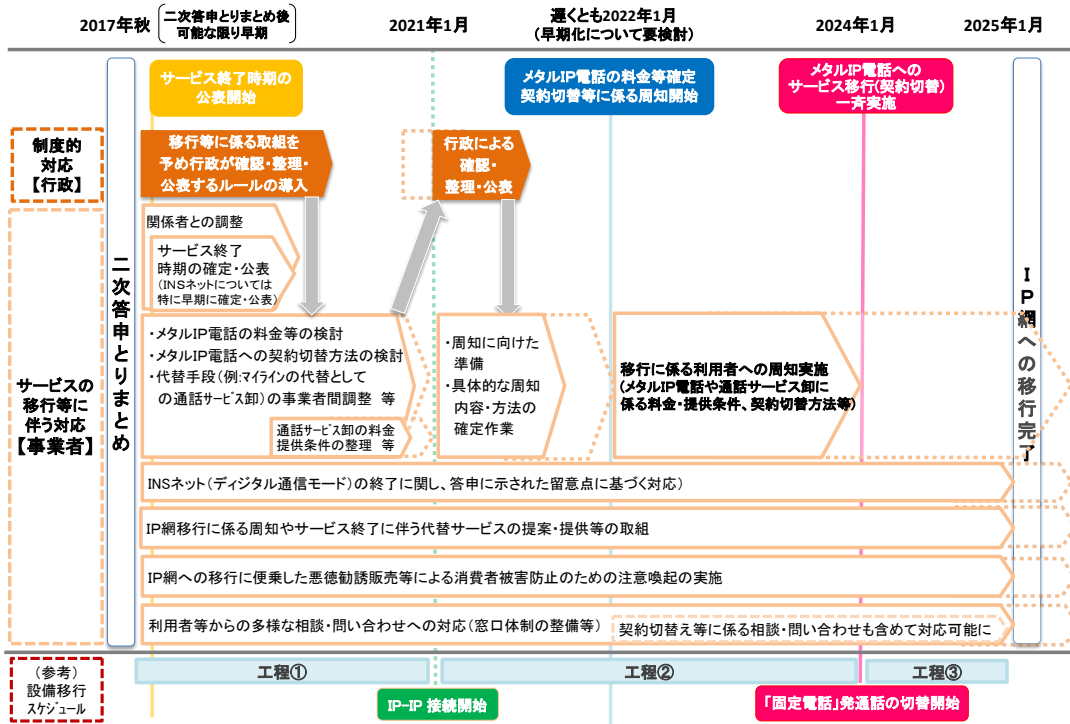 2017年秋
二次答申とりまとめ後
可能な限り早期
2021年1月
遅くとも2022年1月
(早期化について要検討)
2024年1月
2025年1月
サービス終了時期の
公表開始
メタルIP電話の料金等確定
契約切替等に係る周知開始
メタルIP電話への
サービス移行(契約切替)
一斉実施
制度的
対応
【行政】
移行等に係る取組を
予め行政が確認・整理・
公表するルールの導入
行政による
確認・
整理・公表
二次答申とりまとめ
サービスの
移行等に
伴う対応
【事業者】
関係者との調整
サービス終了
時期の確定・公表
(INSネットについては
特に早期に確定・公表)
・メタルIP電話の料金等の検討
・メタルIP電話への契約切替方法の検討
・代替手段(例:マイラインの代替として
の通話サービス卸)の事業者間調整 等
通話サービス卸の料金
提供条件の整理 等
・周知に向けた
準備
・具体的な周知
内容・方法の
確定作業
移行に係る利用者への周知実施
(メタルIP電話や通話サービス卸に
係る料金・提供条件、契約切替方法等)
IP網への移行完了
INSネット(ディジタル通信モード)の終了に関し、答申に示された留意点に基づく対応)
IP網移行に係る周知やサービス終了に伴う代替サービスの提案・提供等の取組
IP網への移行に便乗した悪徳勧誘販売等による消費者被害防止のための注意喚起の実施
利用者等からの多様な相談・問い合わせへの対応(窓口体制の整備等)
契約切替え等に係る相談・問い合わせも含めて対応可能に
(参考)
設備移行
スケジュール
工程①
工程②
工程③
IP-IP 接続開始
「固定電話」発通話の切替開始